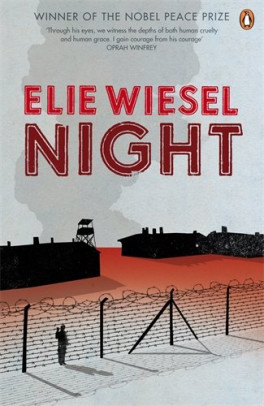 WINNER OF THE NOBEL PEACE PRIZE
'Through his eyes, we witness the depths of both human cruelty
and human grace. I gain courage from his courage'
OPRAH WINFREY
ELIE WIESEL
NIGHT